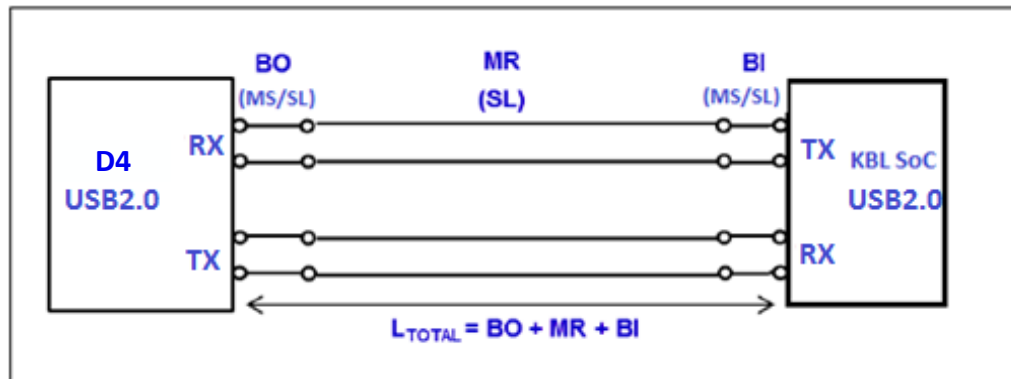 BO
MR
BI
(MS/SL)
(SL)
(MS/SL)
D4
USB2.0
RX
TX
TX
RX
KBL SoC
USB2.0
LTOTAL = BO + MR + BI